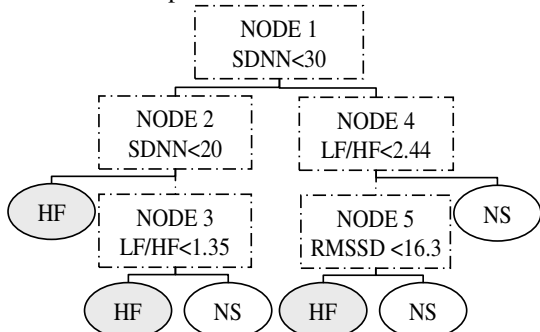 NODE 1
SDNN<30
NODE 2
SDNN<20
NODE 4
LF/HF<2.44
HF
NODE 3
LF/HF<1.35
NODE 5
RMSSD <16.3
NS
HF
NS
HF
NS